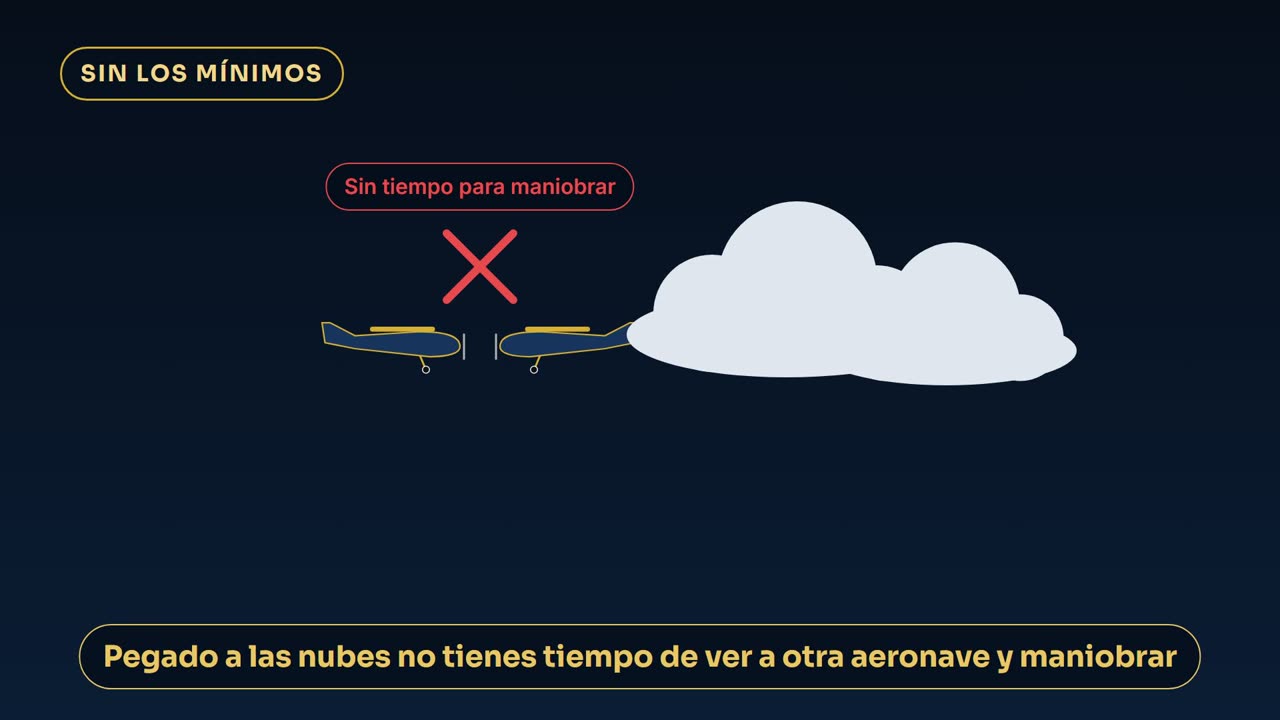 SIN LOS MÍNIMOS
Sin tiempo para maniobrar
Pegado a las nubes no tienes tiempo de ver a otra aeronave y maniobrar